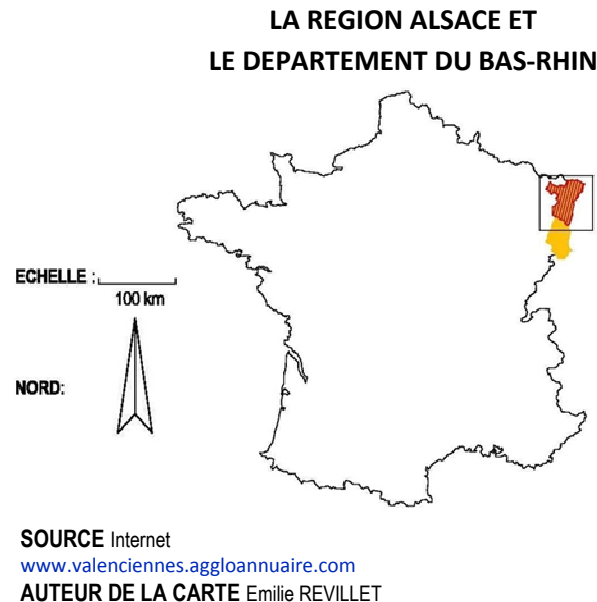 LA REGION ALSACE ET
LE DEPARTEMENT DU BAS-RHIN
ECHELLE :
100 km
NORD:
SOURCE Internet
www.valenciennes.aggloannuaire.com
AUTEUR DE LA CARTE Emilie REVILLET